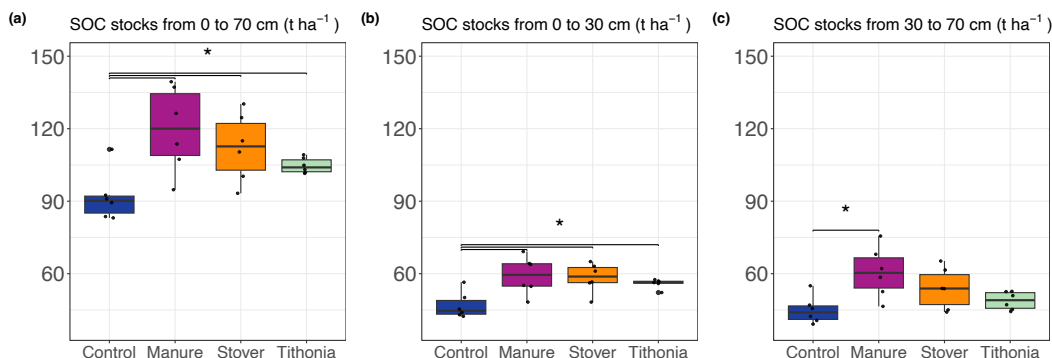 (a) SOC stocks from 0 to 70 cm (t ha⁻¹)
150
120
90
60
*
Control Manure Stover Tithonia
(b) SOC stocks from 0 to 30 cm (t ha⁻¹)
150
120
90
60
*
Control Manure Stover Tithonia
(c) SOC stocks from 30 to 70 cm (t ha⁻¹)
150
120
90
60
*
Control Manure Stover Tithonia